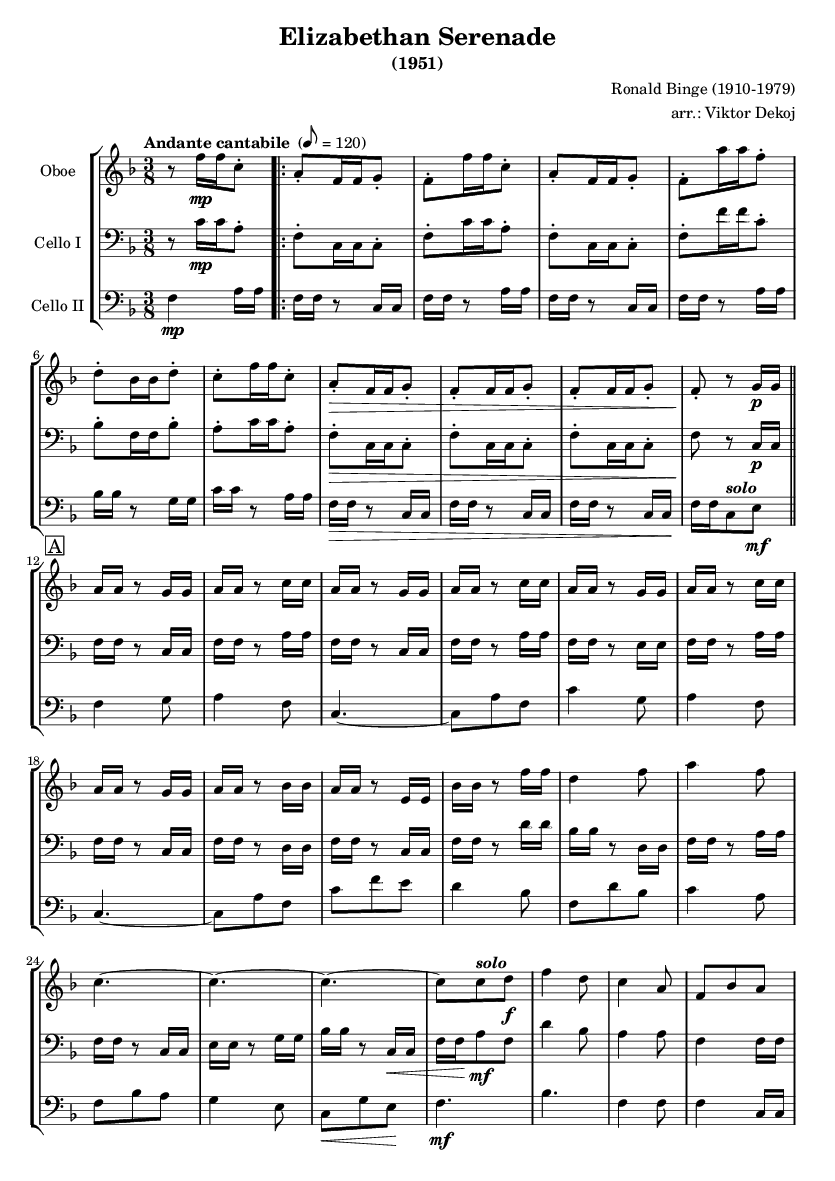 Elizabethan Serenade
(1951)
Ronald Binge (1910-1979)
arr.: Viktor Dekoj
Andante cantabile (♪ = 120)
Oboe
mp
Cello I
mp
Cello II
mp
6
p
p
solo
mf
A
12
18
24
solo
f
mf
mf